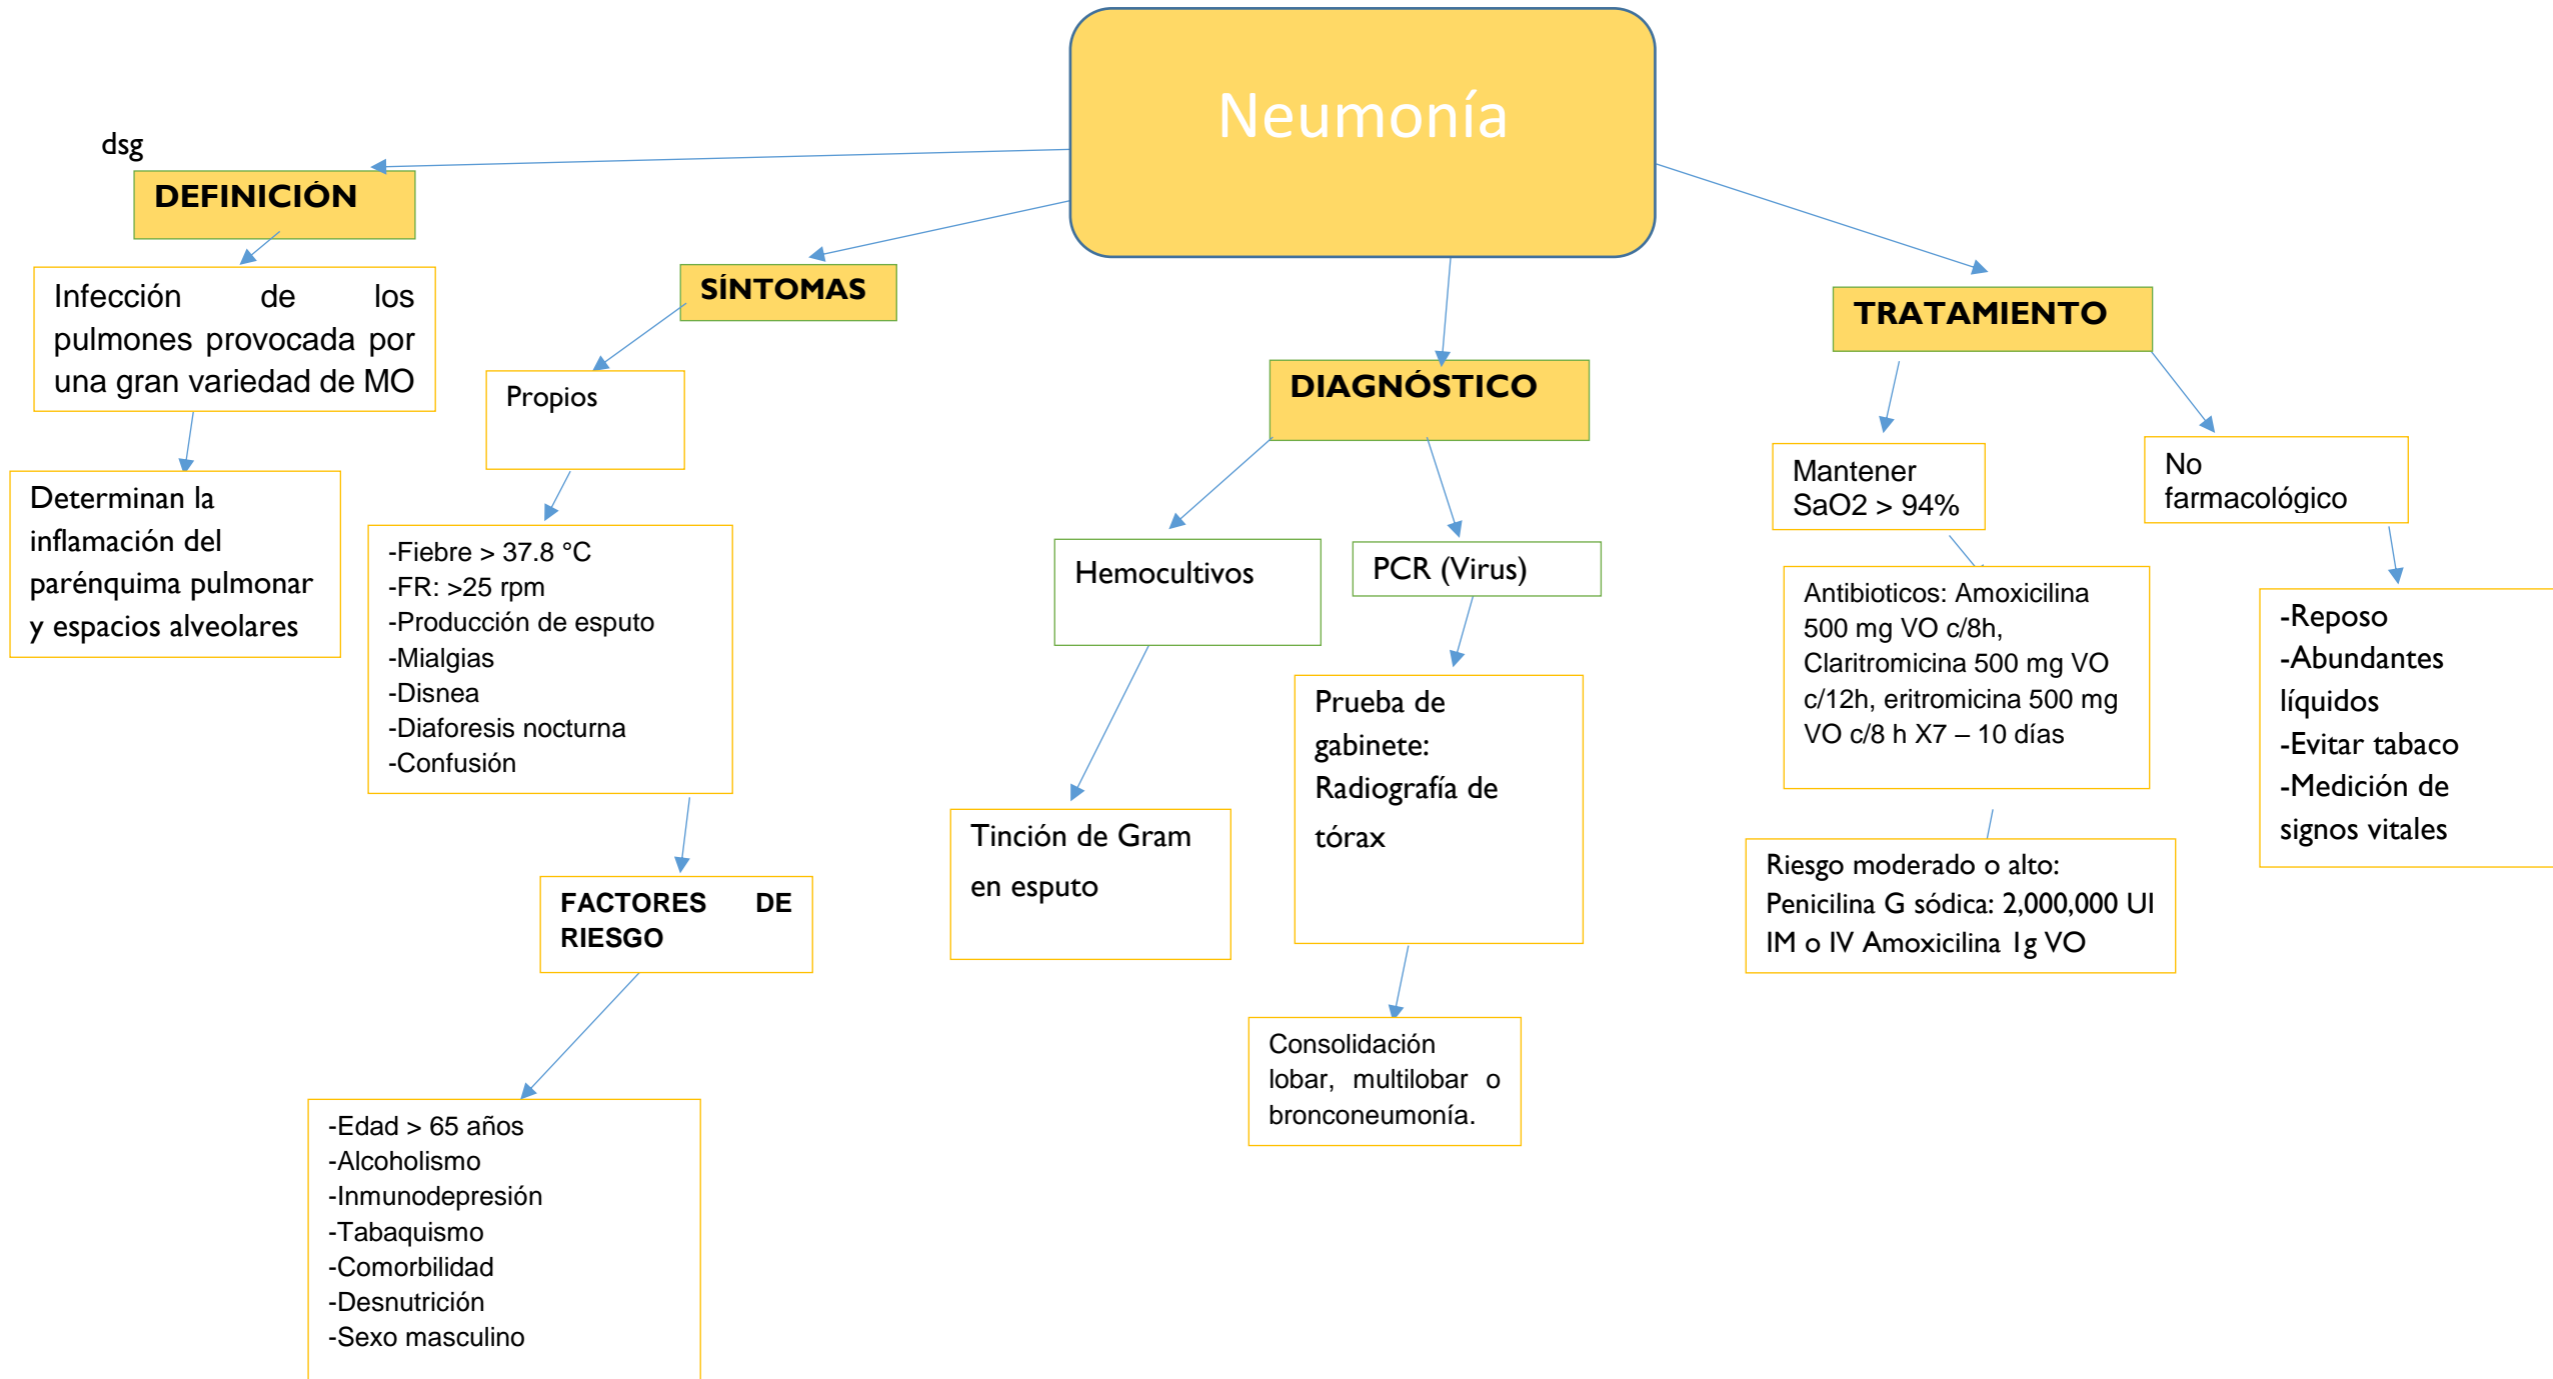 Neumonía
dsg
DEFINICIÓN
Infección de los
pulmones provocada por
una gran variedad de MO
Determinan la
inflamación del
parénquima pulmonar
y espacios alveolares
SÍNTOMAS
Propios
-Fiebre > 37.8 °C
-FR: >25 rpm
-Producción de esputo
-Mialgias
-Disnea
-Diaforesis nocturna
-Confusión
FACTORES DE
RIESGO
-Edad > 65 años
-Alcoholismo
-Inmunodepresión
-Tabaquismo
-Comorbilidad
-Desnutrición
-Sexo masculino
DIAGNÓSTICO
Hemocultivos
Tinción de Gram
en esputo
PCR (Virus)
Prueba de
gabinete:
Radiografía de
tórax
Consolidación
lobar, multilobar o
bronconeumonía.
TRATAMIENTO
Mantener
SaO2 > 94%
Antibioticos: Amoxicilina
500 mg VO c/8h,
Claritromicina 500 mg VO
c/12h, eritromicina 500 mg
VO c/8 h X7 – 10 días
Riesgo moderado o alto:
Penicilina G sódica: 2,000,000 UI
IM o IV Amoxicilina 1g VO
No
farmacológico
-Reposo
-Abundantes
líquidos
-Evitar tabaco
-Medición de
signos vitales